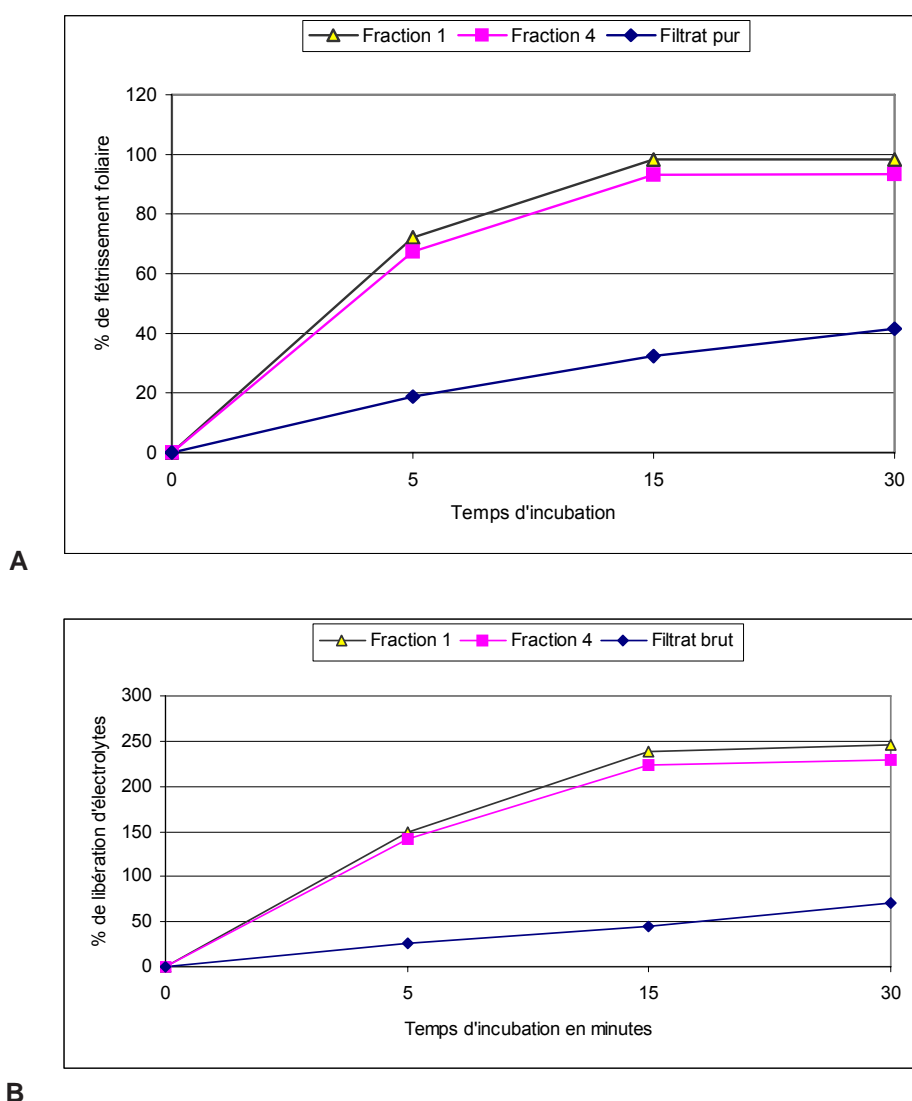 Fraction 1 Fraction 4 Filtrat pur
120
100
80
60
40
20
0
% de flétrissement foliaire
0 5 15 30
Temps d'incubation
A
Fraction 1 Fraction 4 Filtrat brut
300
250
200
150
100
50
0
% de libération d'électrolytes
0 5 15 30
Temps d'incubation en minutes
B